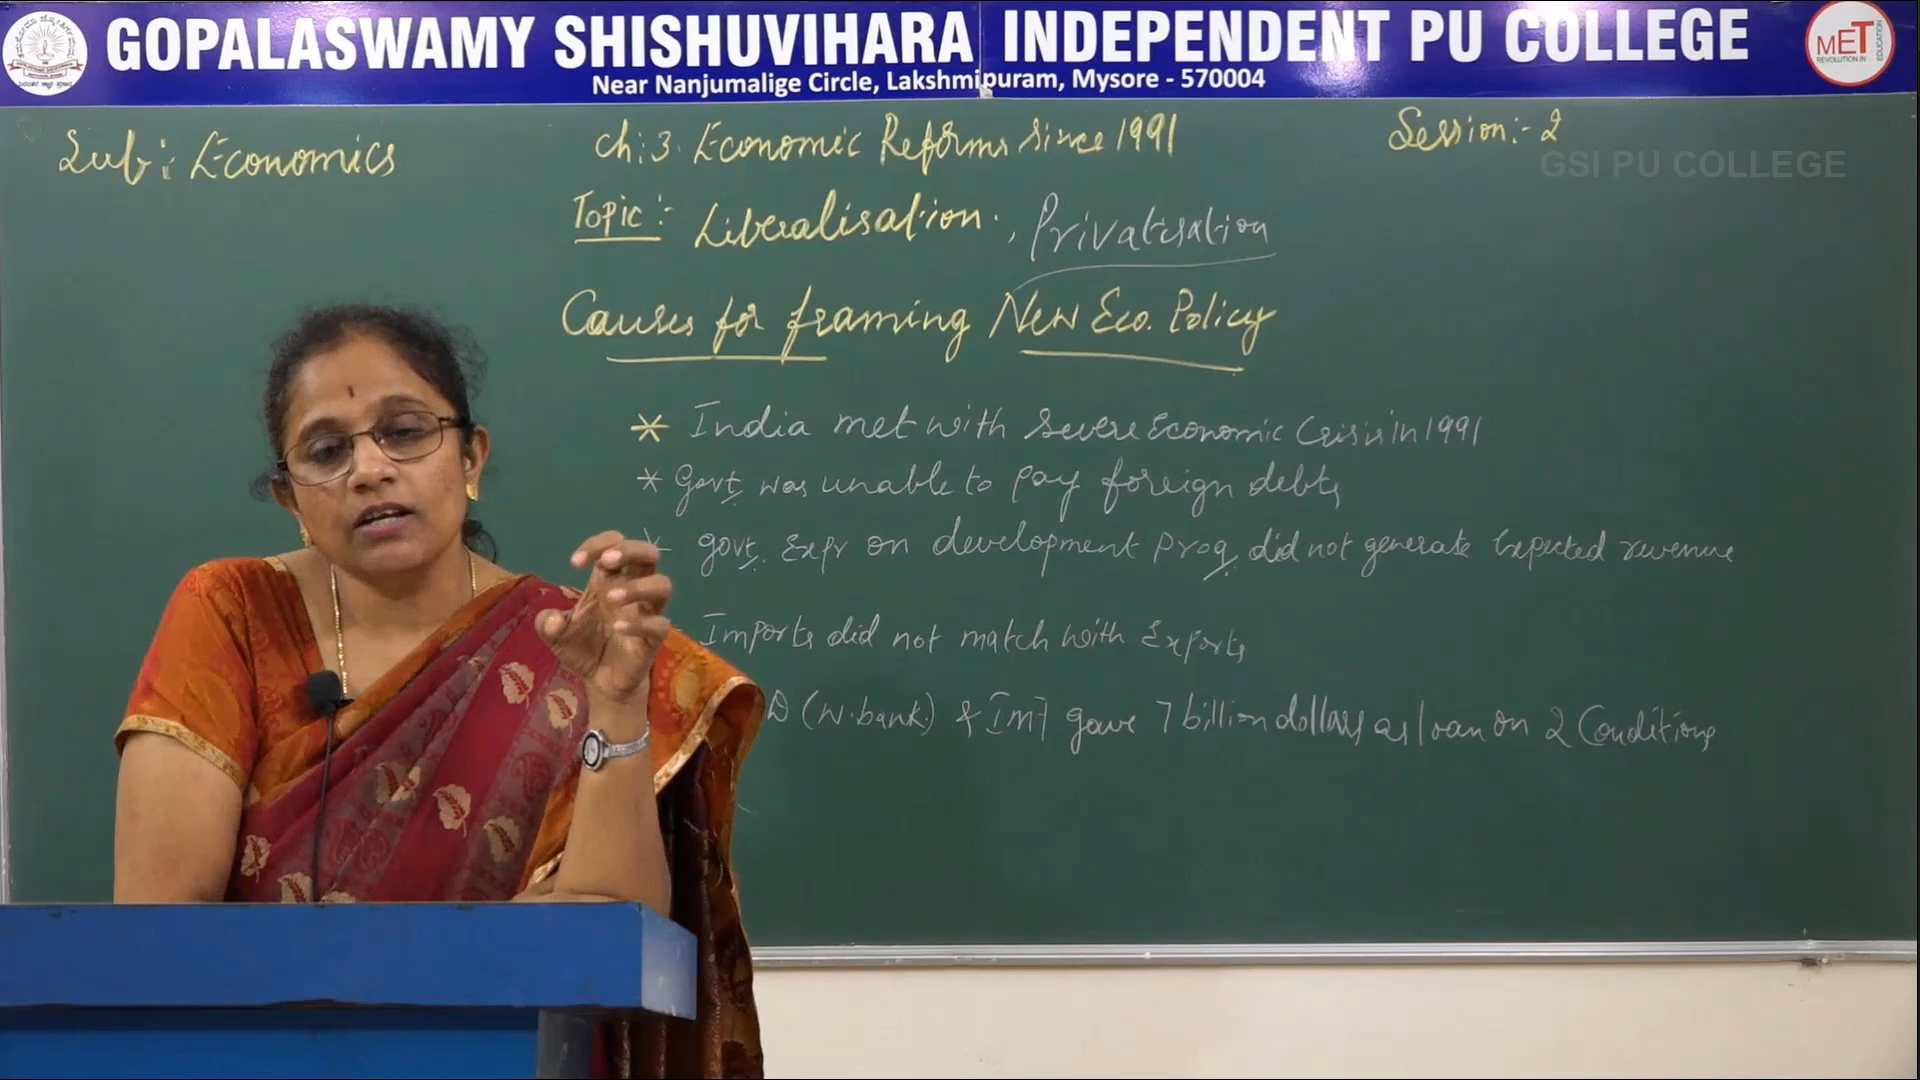 GOPALASWAMY SHISHUVIHARA INDEPENDENT PU COLLEGE
Near Nanjumalige Circle, Lakshmipuram, Mysore - 570004
MET
REVOLUTION IN EDUCATION
Sub:- Economics
Ch:3. Economic Reforms since 1991
Session:- 2
GSI PU COLLEGE
Topic:- Liberalisation., Privatisation
Causes for framing New Eco. Policy
* India met with severe Economic Crisis in 1991
* Govt. was unable to pay foreign debts
* govt. Expr on development prog. did not generate expected revenue
- Imports did not match with Exports
D (W.bank) & IMF gave 7 billion dollars as loan on 2 Conditions